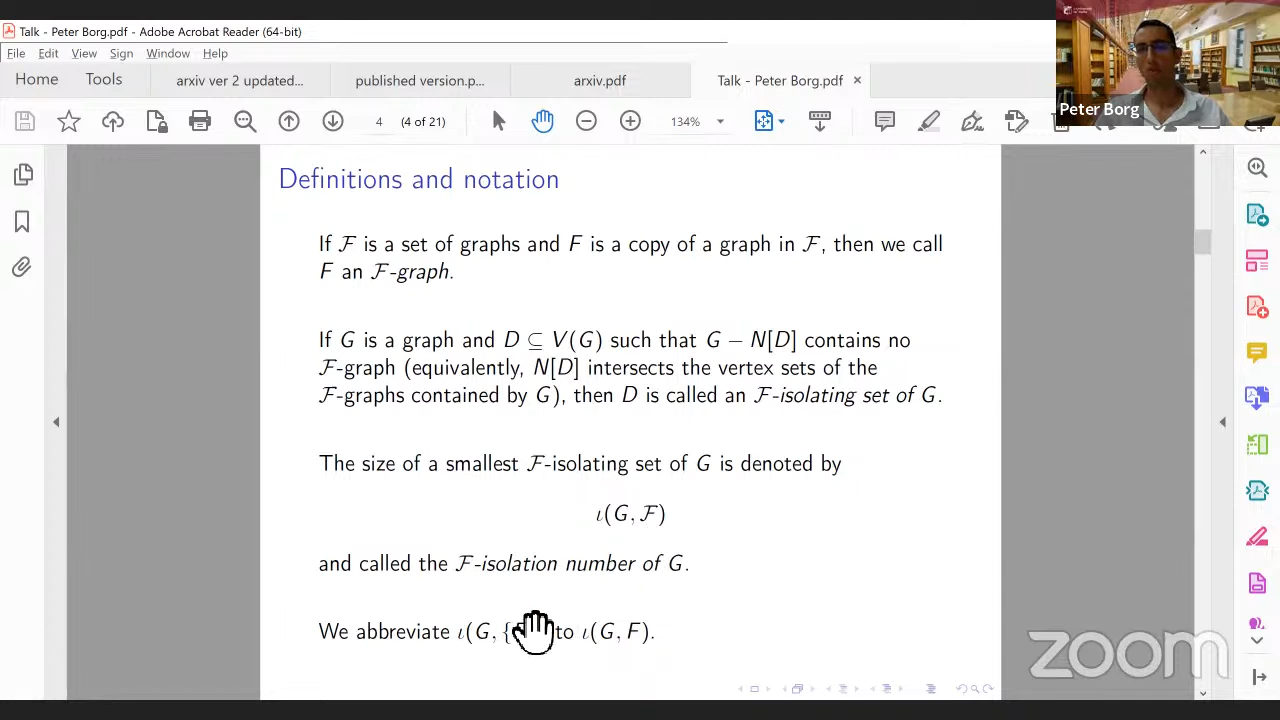 Talk - Peter Borg.pdf - Adobe Acrobat Reader (64-bit)
File Edit View Sign Window Help
Home Tools arxiv ver 2 updated... published version.p... arxiv.pdf Talk - Peter Borg.pdf ×
4 (4 of 21) 134%
Peter Borg
Definitions and notation
If ℱ is a set of graphs and F is a copy of a graph in ℱ, then we call
F an ℱ-graph.
If G is a graph and D ⊆ V(G) such that G − N[D] contains no
ℱ-graph (equivalently, N[D] intersects the vertex sets of the
ℱ-graphs contained by G), then D is called an ℱ-isolating set of G.
The size of a smallest ℱ-isolating set of G is denoted by
ι(G, ℱ)
and called the ℱ-isolation number of G.
We abbreviate ι(G, { to ι(G, F).
zoom